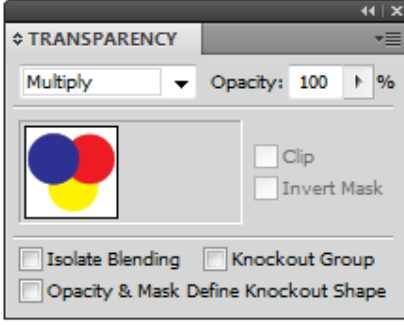 TRANSPARENCY
Multiply Opacity: 100 %
Clip
Invert Mask
Isolate Blending Knockout Group
Opacity & Mask Define Knockout Shape